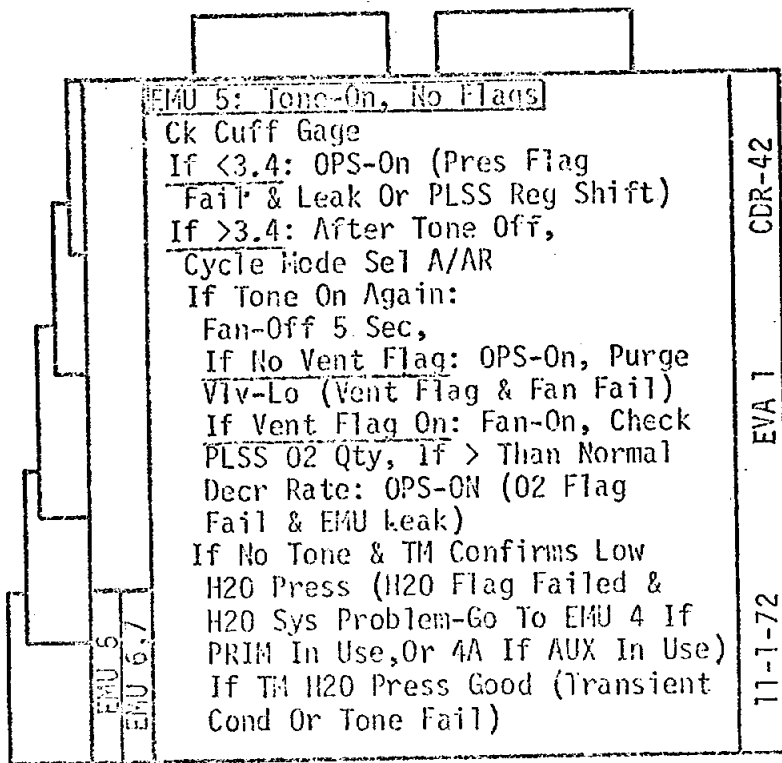 EMU 5: Tone-On, No Flags
Ck Cuff Gage
If <3.4: OPS-On (Pres Flag
Fail & Leak Or PLSS Reg Shift)
If >3.4: After Tone Off,
Cycle Mode Sel A/AR
If Tone On Again:
Fan-Off 5 Sec,
If No Vent Flag: OPS-On, Purge
Vlv-Lo (Vent Flag & Fan Fail)
If Vent Flag On: Fan-On, Check
PLSS O2 Qty, If > Than Normal
Decr Rate: OPS-ON (O2 Flag
Fail & EMU Leak)
If No Tone & TM Confirms Low
H2O Press (H2O Flag Failed &
H2O Sys Problem-Go To EMU 4 If
PRIM In Use,Or 4A If AUX In Use)
If TM H2O Press Good (Transient
Cond Or Tone Fail)
EMU 5
EMU 6,7
CDR-42
EVA 1
11-1-72